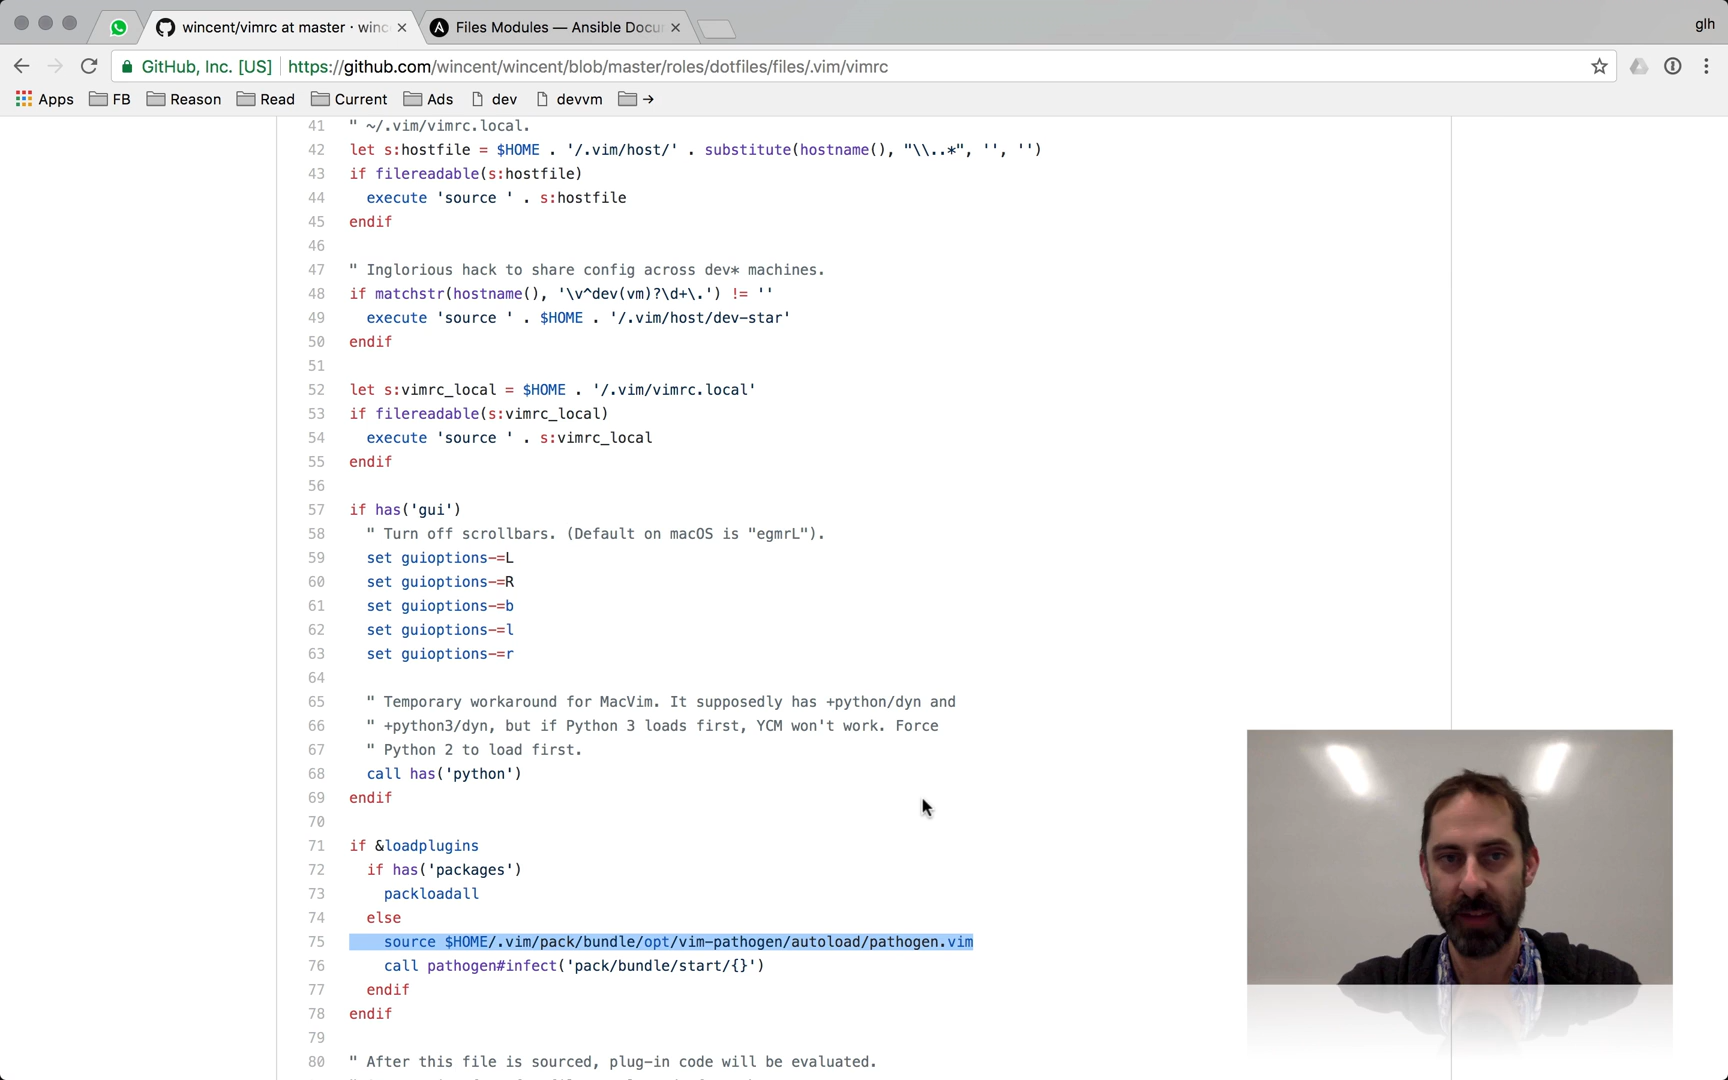 wincent/vimrc at master · winc
Files Modules — Ansible Docu
glh
GitHub, Inc. [US]
https://github.com/wincent/wincent/blob/master/roles/dotfiles/files/.vim/vimrc
Apps
FB
Reason
Read
Current
Ads
dev
devvm
→
41 " ~/.vim/vimrc.local.
42 let s:hostfile = $HOME . '/.vim/host/' . substitute(hostname(), "\\..*", '', '')
43 if filereadable(s:hostfile)
44 execute 'source ' . s:hostfile
45 endif
46
47 " Inglorious hack to share config across dev* machines.
48 if matchstr(hostname(), '\v^dev(vm)?\d+\.') != ''
49 execute 'source ' . $HOME . '/.vim/host/dev-star'
50 endif
51
52 let s:vimrc_local = $HOME . '/.vim/vimrc.local'
53 if filereadable(s:vimrc_local)
54 execute 'source ' . s:vimrc_local
55 endif
56
57 if has('gui')
58 " Turn off scrollbars. (Default on macOS is "egmrL").
59 set guioptions-=L
60 set guioptions-=R
61 set guioptions-=b
62 set guioptions-=l
63 set guioptions-=r
64
65 " Temporary workaround for MacVim. It supposedly has +python/dyn and
66 " +python3/dyn, but if Python 3 loads first, YCM won't work. Force
67 " Python 2 to load first.
68 call has('python')
69 endif
70
71 if &loadplugins
72 if has('packages')
73 packloadall
74 else
75 source $HOME/.vim/pack/bundle/opt/vim-pathogen/autoload/pathogen.vim
76 call pathogen#infect('pack/bundle/start/{}')
77 endif
78 endif
79
80 " After this file is sourced, plug-in code will be evaluated.